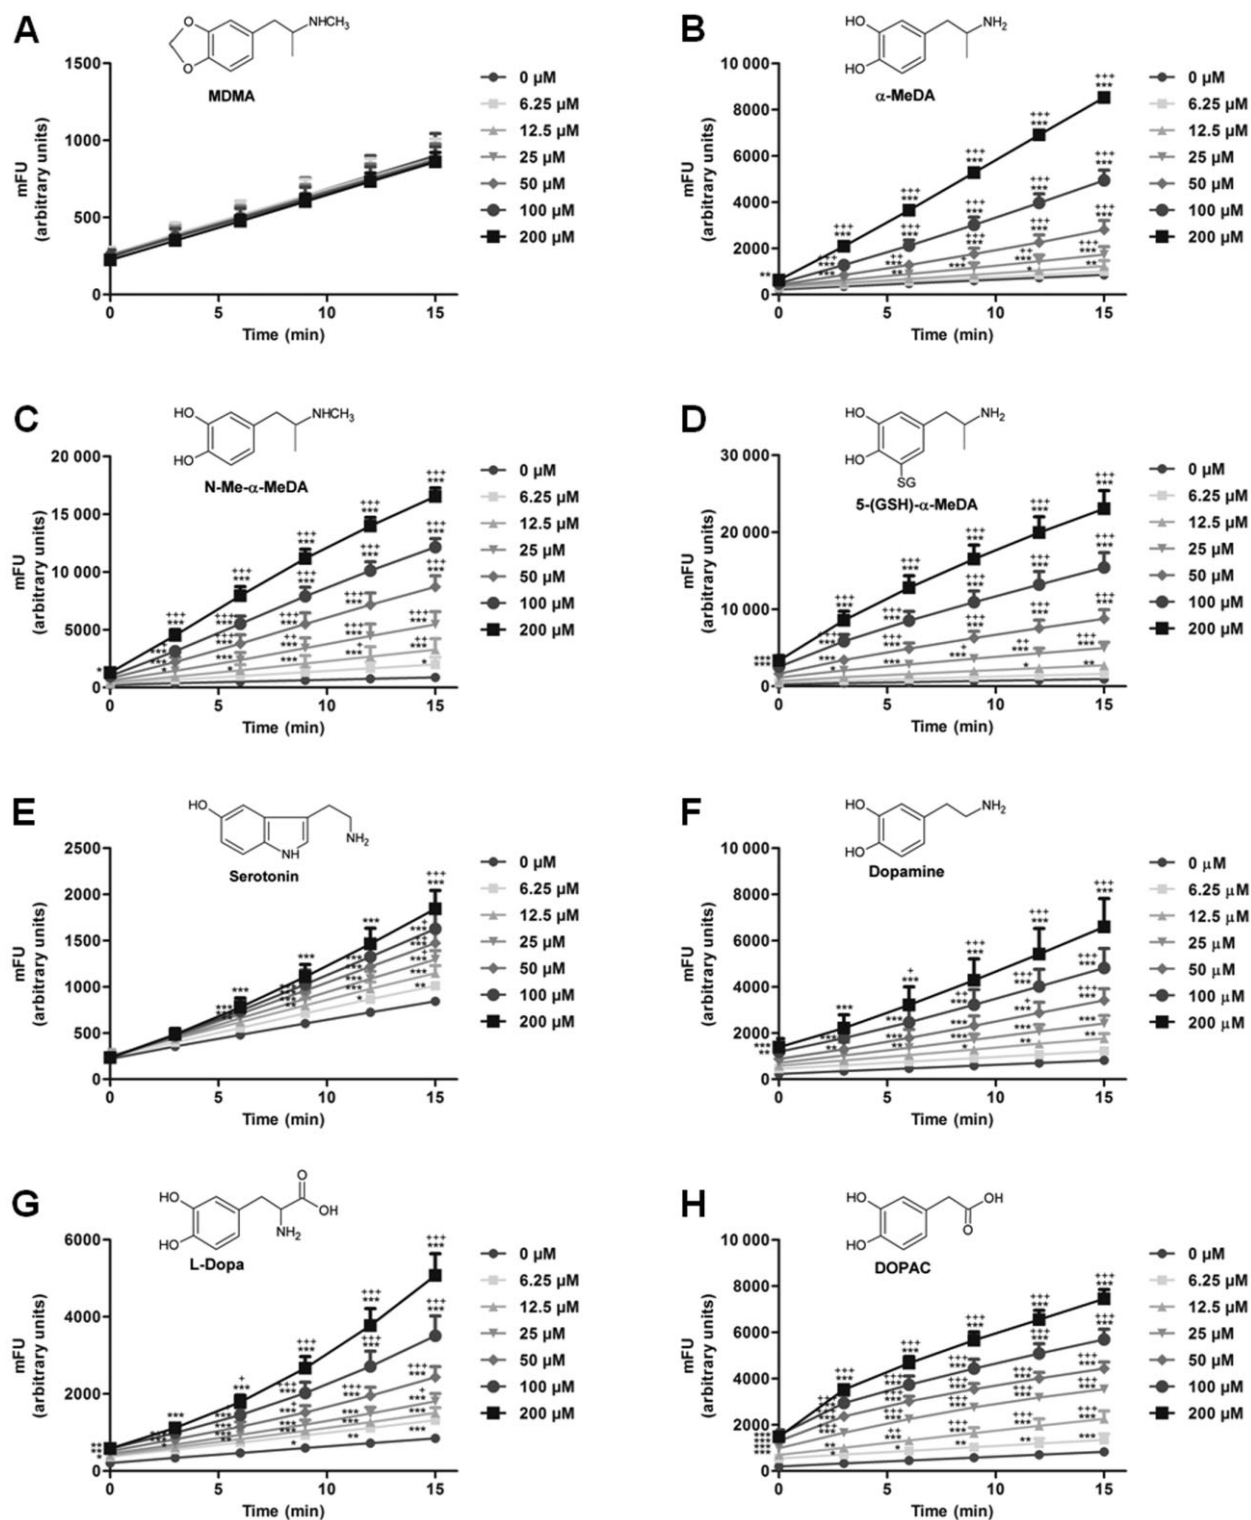 A
O
O
NHCH3
MDMA
1500
1000
500
0
0 5 10 15
mFU
(arbitrary units)
Time (min)
0 µM
6.25 µM
12.5 µM
25 µM
50 µM
100 µM
200 µM
B
HO
HO
NH2
α-MeDA
10 000
8000
6000
4000
2000
0
0 5 10 15
mFU
(arbitrary units)
Time (min)
0 µM
6.25 µM
12.5 µM
25 µM
50 µM
100 µM
200 µM
C
HO
HO
NHCH3
N-Me-α-MeDA
20 000
15 000
10 000
5000
0
0 5 10 15
mFU
(arbitrary units)
Time (min)
0 µM
6.25 µM
12.5 µM
25 µM
50 µM
100 µM
200 µM
D
HO
HO
NH2
SG
5-(GSH)-α-MeDA
30 000
20 000
10 000
0
0 5 10 15
mFU
(arbitrary units)
Time (min)
0 µM
6.25 µM
12.5 µM
25 µM
50 µM
100 µM
200 µM
E
HO
NH2
NH
Serotonin
2500
2000
1500
1000
500
0
0 5 10 15
mFU
(arbitrary units)
Time (min)
0 µM
6.25 µM
12.5 µM
25 µM
50 µM
100 µM
200 µM
F
HO
HO
NH2
Dopamine
10 000
8000
6000
4000
2000
0
0 5 10 15
mFU
(arbitrary units)
Time (min)
0 µM
6.25 µM
12.5 µM
25 µM
50 µM
100 µM
200 µM
G
HO
HO
O
OH
NH2
L-Dopa
6000
4000
2000
0
0 5 10 15
mFU
(arbitrary units)
Time (min)
0 µM
6.25 µM
12.5 µM
25 µM
50 µM
100 µM
200 µM
H
HO
HO
OH
O
DOPAC
10 000
8000
6000
4000
2000
0
0 5 10 15
mFU
(arbitrary units)
Time (min)
0 µM
6.25 µM
12.5 µM
25 µM
50 µM
100 µM
200 µM